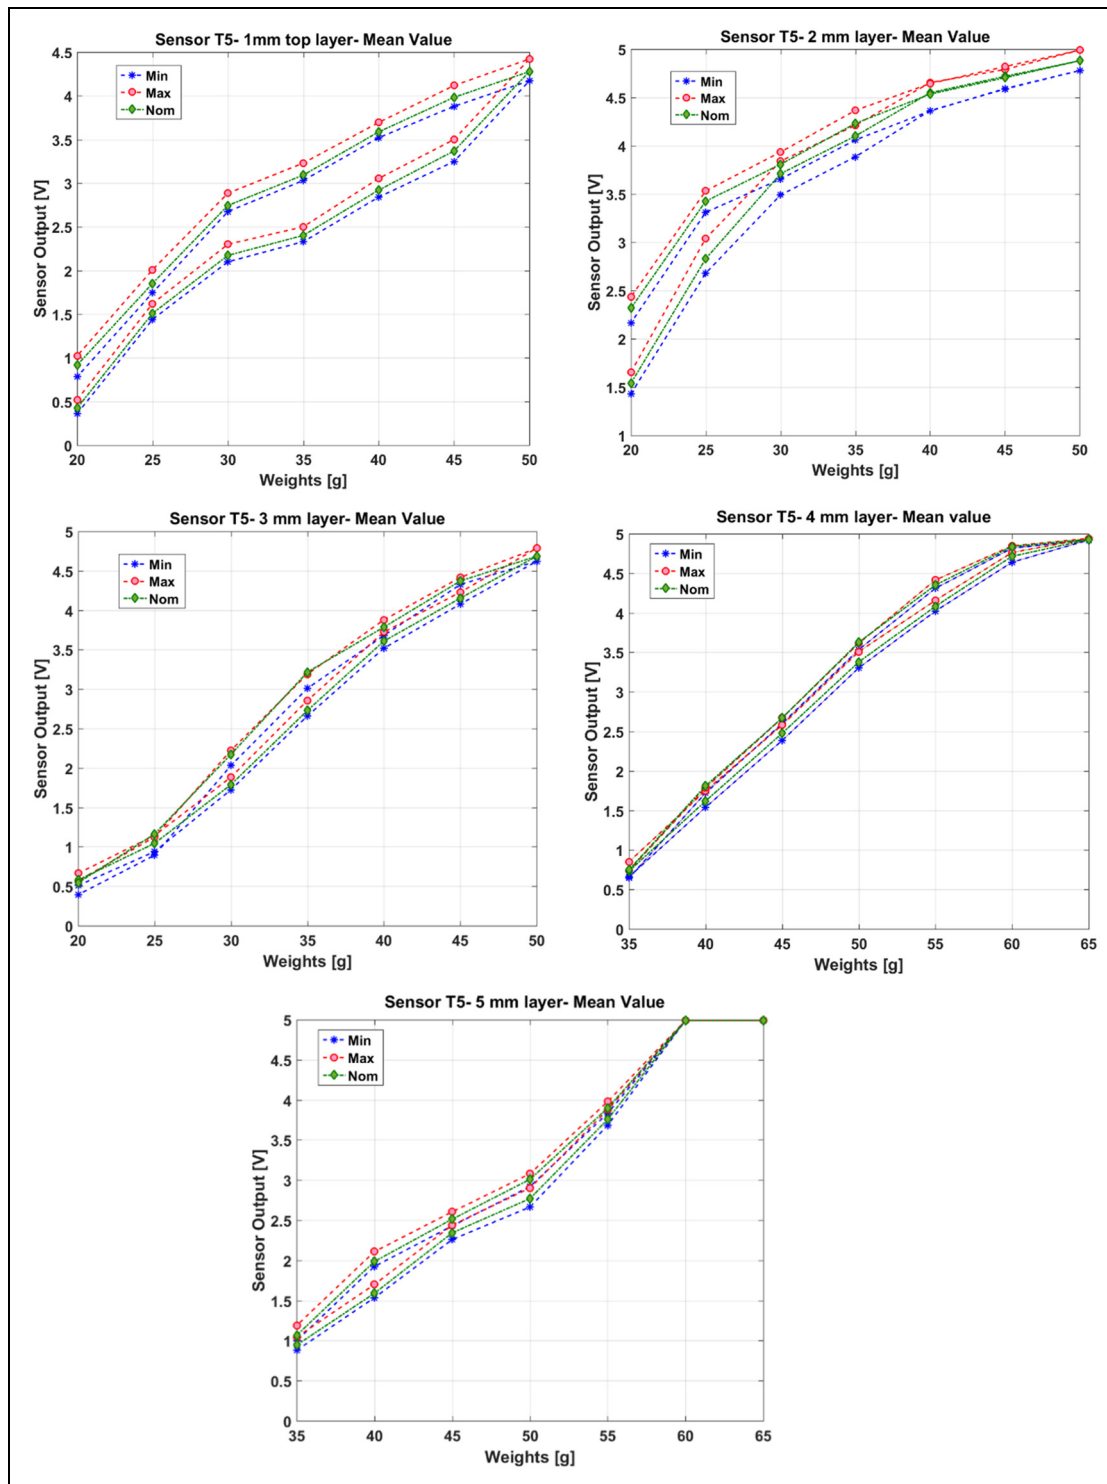 Sensor T5- 1mm top layer- Mean Value
Sensor Output [V]
4.5
4
3.5
3
2.5
2
1.5
1
0.5
0
Min
Max
Nom
20 25 30 35 40 45 50
Weights [g]
Sensor T5- 2 mm layer- Mean Value
Sensor Output [V]
5
4.5
4
3.5
3
2.5
2
1.5
1
Min
Max
Nom
20 25 30 35 40 45 50
Weights [g]
Sensor T5- 3 mm layer- Mean Value
Sensor Output [V]
5
4.5
4
3.5
3
2.5
2
1.5
1
0.5
0
Min
Max
Nom
20 25 30 35 40 45 50
Weights [g]
Sensor T5- 4 mm layer- Mean value
Sensor Output [V]
5
4.5
4
3.5
3
2.5
2
1.5
1
0.5
0
Min
Max
Nom
35 40 45 50 55 60 65
Weights [g]
Sensor T5- 5 mm layer- Mean Value
Sensor Output [V]
5
4.5
4
3.5
3
2.5
2
1.5
1
0.5
0
Min
Max
Nom
35 40 45 50 55 60 65
Weights [g]